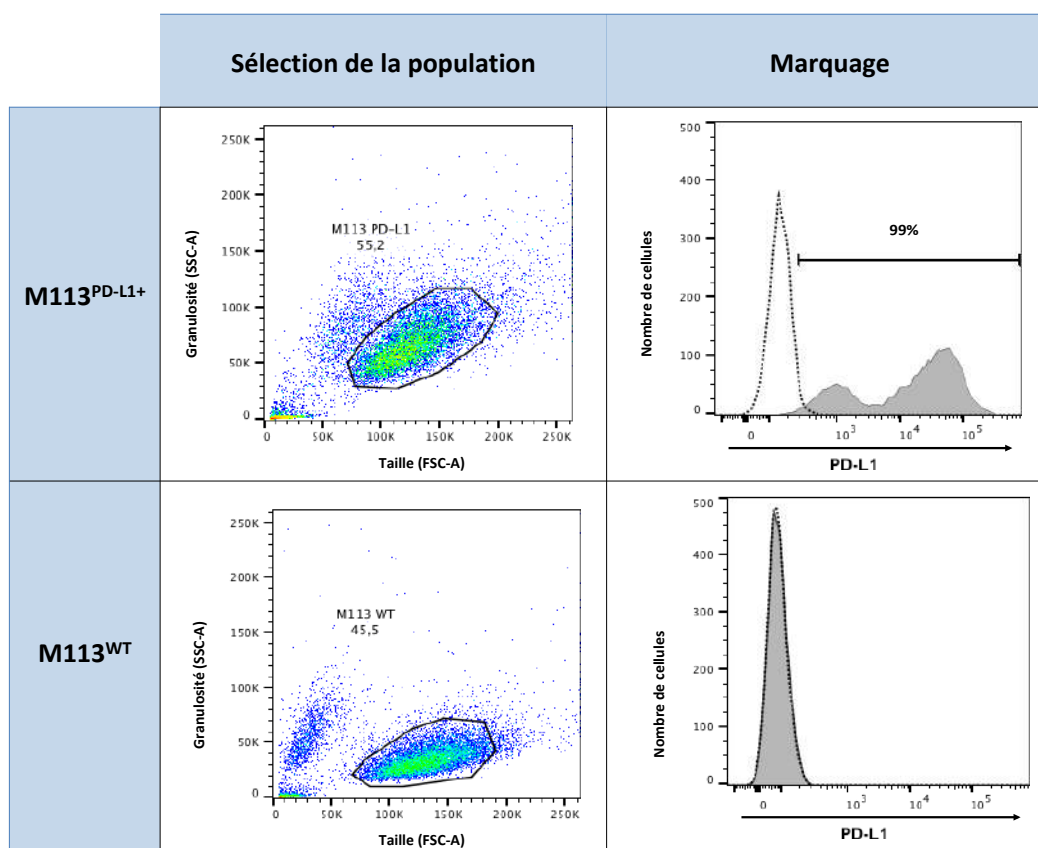 Sélection de la population
Marquage
M113PD-L1+
250K
200K
150K
100K
50K
0
Granulosité (SSC-A)
M113 PD-L1
55,2
0
50K
100K
150K
200K
250K
Taille (FSC-A)
500
400
300
200
100
0
Nombre de cellules
99%
0
10³
10⁴
10⁵
PD-L1
M113WT
250K
200K
150K
100K
50K
0
Granulosité (SSC-A)
M113 WT
45,5
0
50K
100K
150K
200K
250K
Taille (FSC-A)
500
400
300
200
100
0
Nombre de cellules
0
10³
10⁴
10⁵
PD-L1